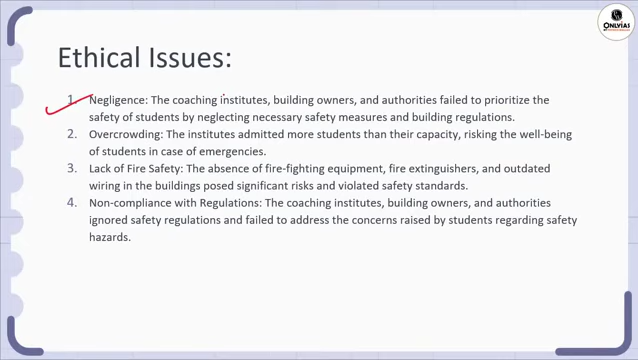 ONLYIAS
Ethical Issues:
1. Negligence: The coaching institutes, building owners, and authorities failed to prioritize the
safety of students by neglecting necessary safety measures and building regulations.
2. Overcrowding: The institutes admitted more students than their capacity, risking the well-being
of students in case of emergencies.
3. Lack of Fire Safety: The absence of fire-fighting equipment, fire extinguishers, and outdated
wiring in the buildings posed significant risks and violated safety standards.
4. Non-compliance with Regulations: The coaching institutes, building owners, and authorities
ignored safety regulations and failed to address the concerns raised by students regarding safety
hazards.